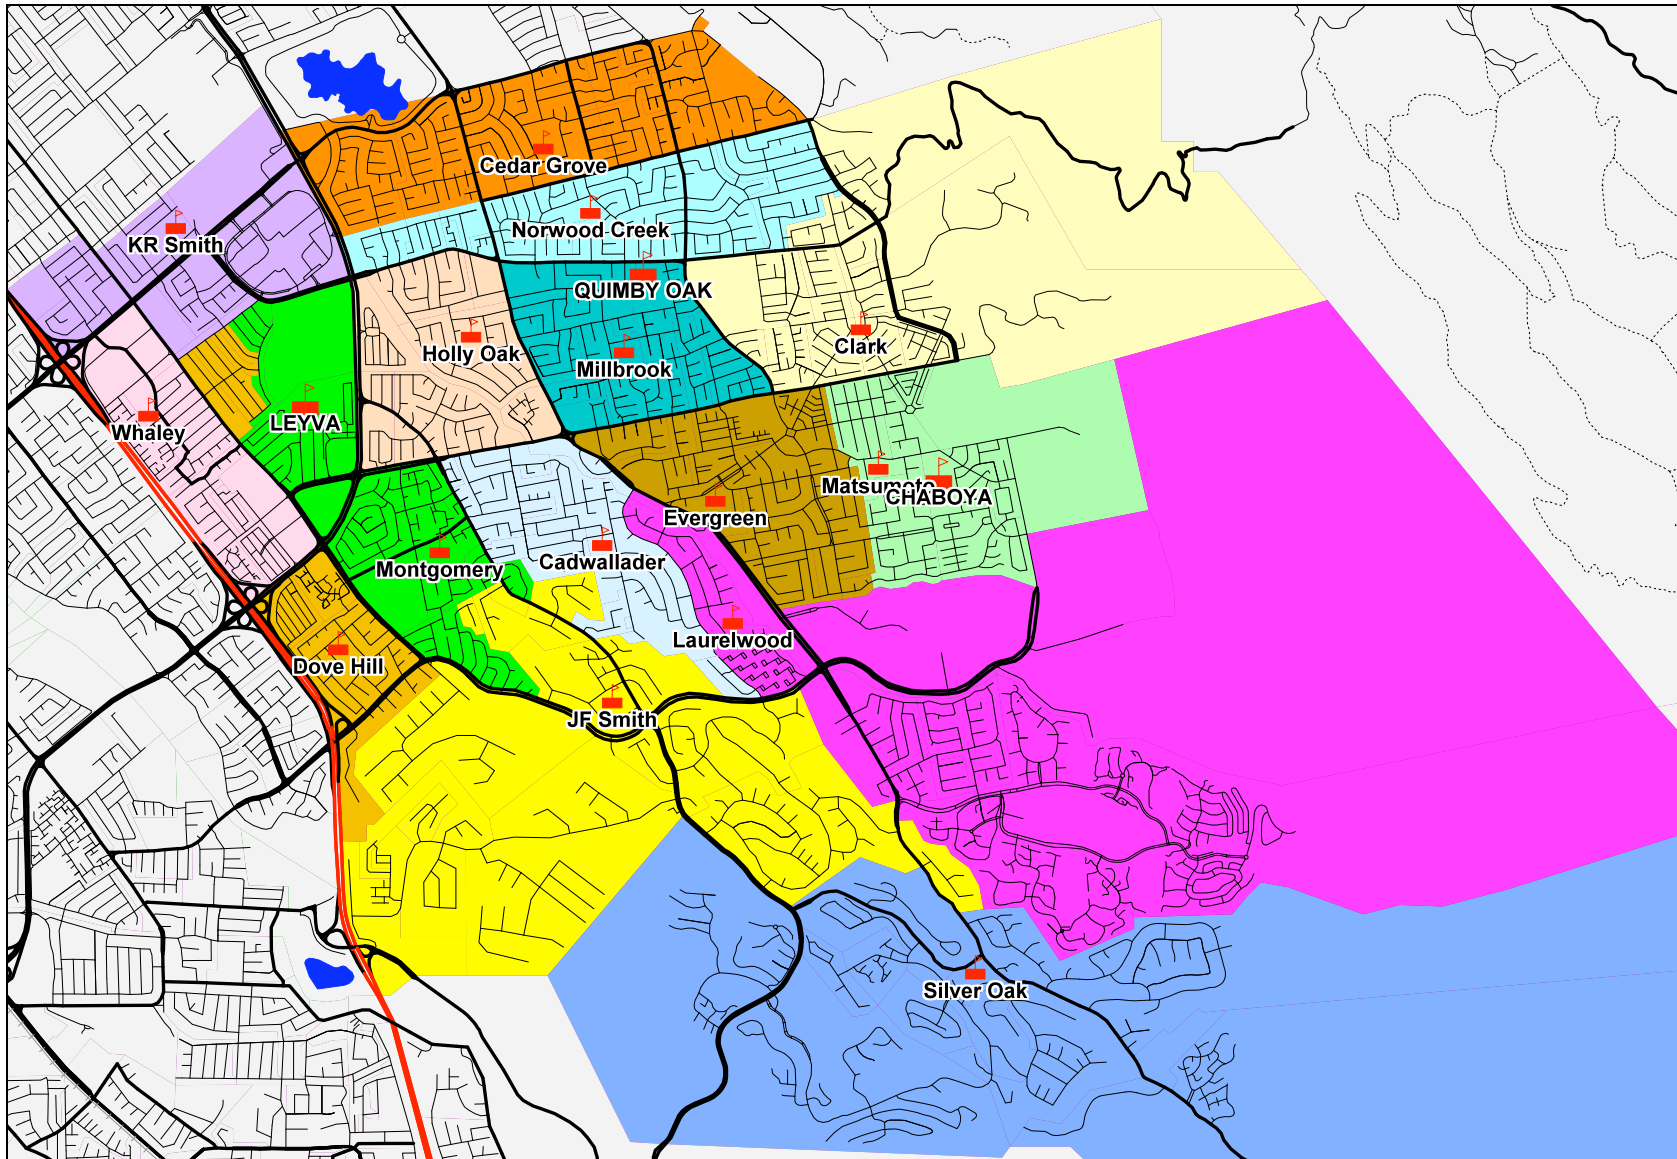 Cedar Grove
KR Smith
Norwood Creek
QUIMBY OAK
Holly Oak
Millbrook
Clark
LEYVA
Whaley
Matsumoto
CHABOYA
Evergreen
Cadwallader
Montgomery
Laurelwood
Dove Hill
JF Smith
Silver Oak